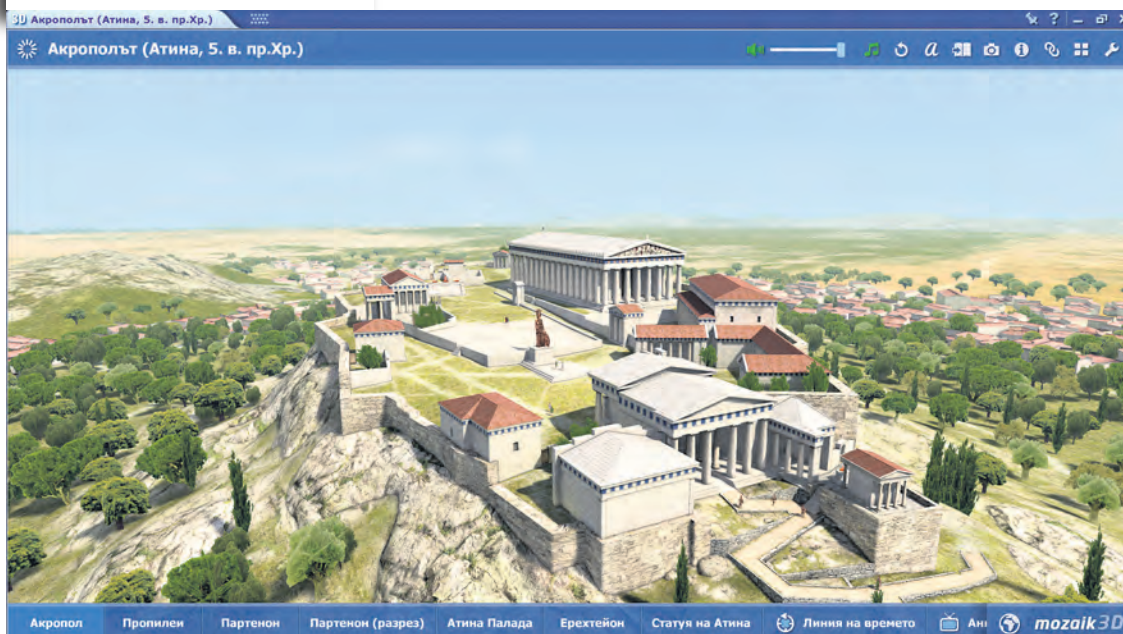 3D Акрополът (Атина, 5. в. пр.Хр.)
Акрополът (Атина, 5. в. пр.Хр.)
Акропол Пропилеи Партенон Партенон (разрез) Атина Палада Ерехтейон Статуя на Атина Линия на времето mozaik3D